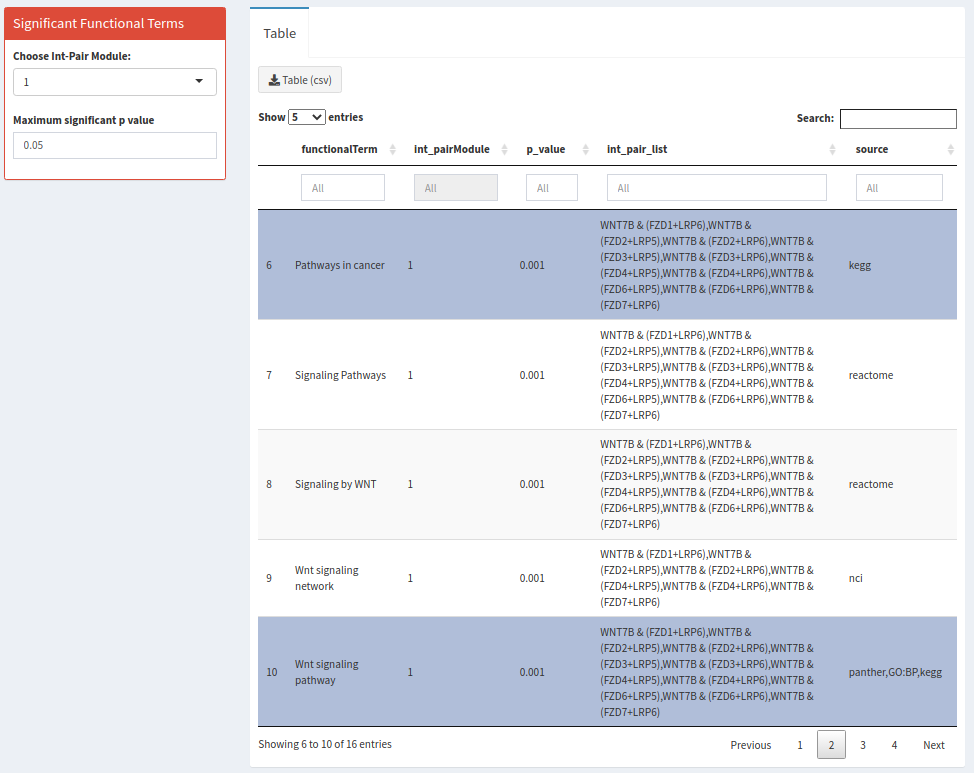 Significant Functional Terms
Choose Int-Pair Module:
1
Maximum significant p value
0.05
Table
Table (csv)
Show 5 entries
Search:
functionalTerm int_pairModule p_value int_pair_list source
All All All All All
WNT7B & (FZD1+LRP6),WNT7B &
(FZD2+LRP5),WNT7B & (FZD2+LRP6),WNT7B &
6 Pathways in cancer 1 0.001 (FZD3+LRP5),WNT7B & (FZD3+LRP6),WNT7B & kegg
(FZD4+LRP5),WNT7B & (FZD4+LRP6),WNT7B &
(FZD6+LRP5),WNT7B & (FZD6+LRP6),WNT7B &
(FZD7+LRP6)
WNT7B & (FZD1+LRP6),WNT7B &
(FZD2+LRP5),WNT7B & (FZD2+LRP6),WNT7B &
7 Signaling Pathways 1 0.001 (FZD3+LRP5),WNT7B & (FZD3+LRP6),WNT7B & reactome
(FZD4+LRP5),WNT7B & (FZD4+LRP6),WNT7B &
(FZD6+LRP5),WNT7B & (FZD6+LRP6),WNT7B &
(FZD7+LRP6)
WNT7B & (FZD1+LRP6),WNT7B &
(FZD2+LRP5),WNT7B & (FZD2+LRP6),WNT7B &
8 Signaling by WNT 1 0.001 (FZD3+LRP5),WNT7B & (FZD3+LRP6),WNT7B & reactome
(FZD4+LRP5),WNT7B & (FZD4+LRP6),WNT7B &
(FZD6+LRP5),WNT7B & (FZD6+LRP6),WNT7B &
(FZD7+LRP6)
WNT7B & (FZD1+LRP6),WNT7B &
9 Wnt signaling network 1 0.001 (FZD2+LRP5),WNT7B & (FZD2+LRP6),WNT7B & nci
(FZD4+LRP5),WNT7B & (FZD4+LRP6),WNT7B &
(FZD7+LRP6)
WNT7B & (FZD1+LRP6),WNT7B &
(FZD2+LRP5),WNT7B & (FZD2+LRP6),WNT7B &
10 Wnt signaling pathway 1 0.001 (FZD3+LRP5),WNT7B & (FZD3+LRP6),WNT7B & panther,GO:BP,kegg
(FZD4+LRP5),WNT7B & (FZD4+LRP6),WNT7B &
(FZD6+LRP5),WNT7B & (FZD6+LRP6),WNT7B &
(FZD7+LRP6)
Showing 6 to 10 of 16 entries
Previous 1 2 3 4 Next